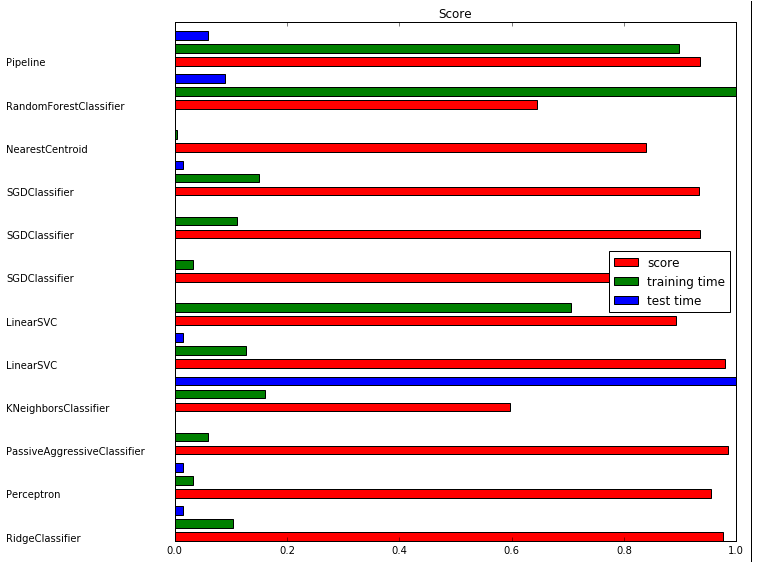 Score
Pipeline
RandomForestClassifier
NearestCentroid
SGDClassifier
SGDClassifier
SGDClassifier
LinearSVC
LinearSVC
KNeighborsClassifier
PassiveAggressiveClassifier
Perceptron
RidgeClassifier
score
training time
test time
0.0 0.2 0.4 0.6 0.8 1.0